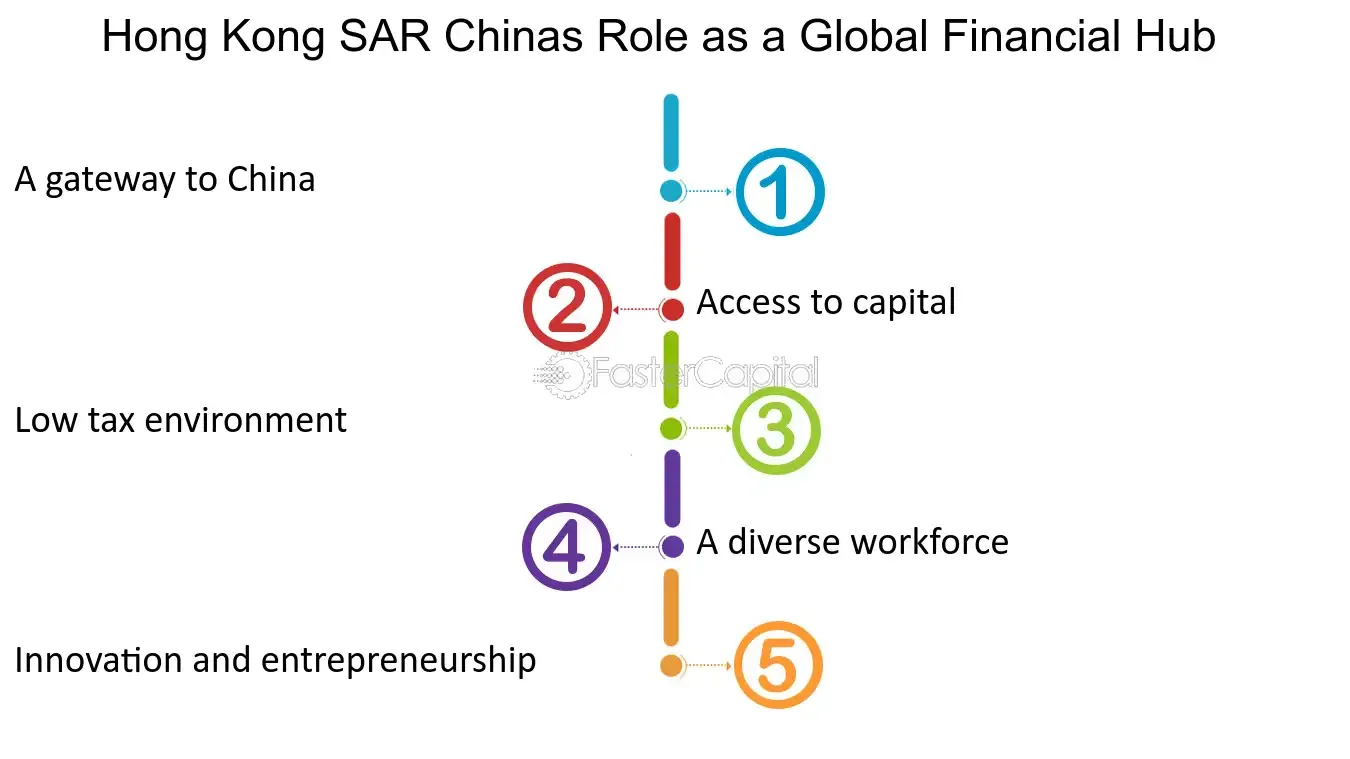 Hong Kong SAR Chinas Role as a Global Financial Hub
A gateway to China
1
2
Access to capital
FasterCapital
Low tax environment
3
4
A diverse workforce
Innovation and entrepreneurship
5